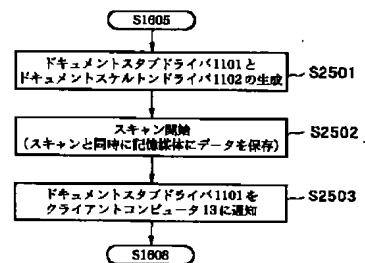 S1605
ドキュメントスタブドライバ1101と
ドキュメントスケルトンドライバ1102の生成
S2501
スキャン開始
(スキャンと同時に記憶媒体にデータを保存)
S2502
ドキュメントスタブドライバ1101を
クライアントコンピュータ13に通知
S2503
S1608